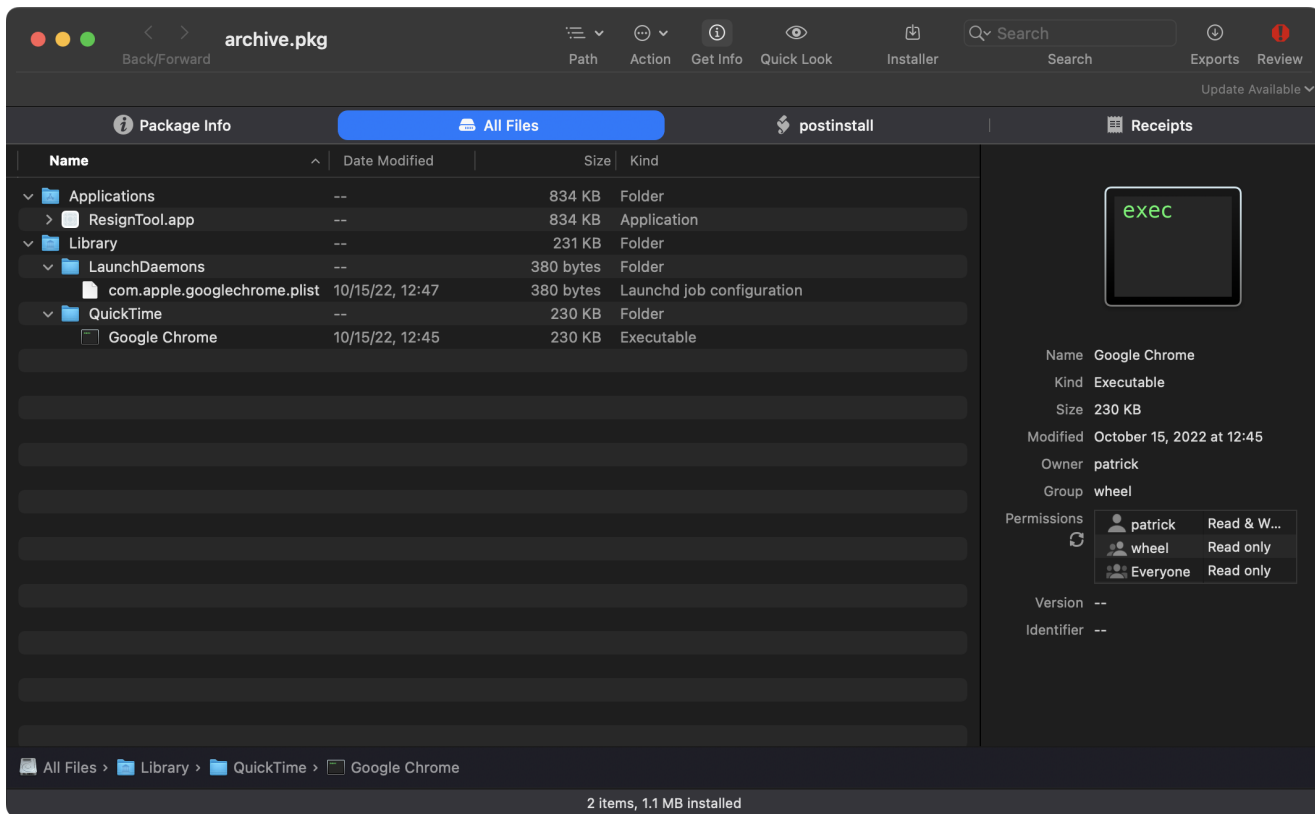 archive.pkg
Back/Forward
Path Action Get Info Quick Look Installer Search Search Exports Review
Update Available
Package Info All Files postinstall Receipts
Name Date Modified Size Kind
Applications -- 834 KB Folder
ResignTool.app -- 834 KB Application
Library -- 231 KB Folder
LaunchDaemons -- 380 bytes Folder
com.apple.googlechrome.plist 10/15/22, 12:47 380 bytes Launchd job configuration
QuickTime -- 230 KB Folder
Google Chrome 10/15/22, 12:45 230 KB Executable
exec
Name Google Chrome
Kind Executable
Size 230 KB
Modified October 15, 2022 at 12:45
Owner patrick
Group wheel
Permissions patrick Read & W...
wheel Read only
Everyone Read only
Version --
Identifier --
All Files › Library › QuickTime › Google Chrome
2 items, 1.1 MB installed